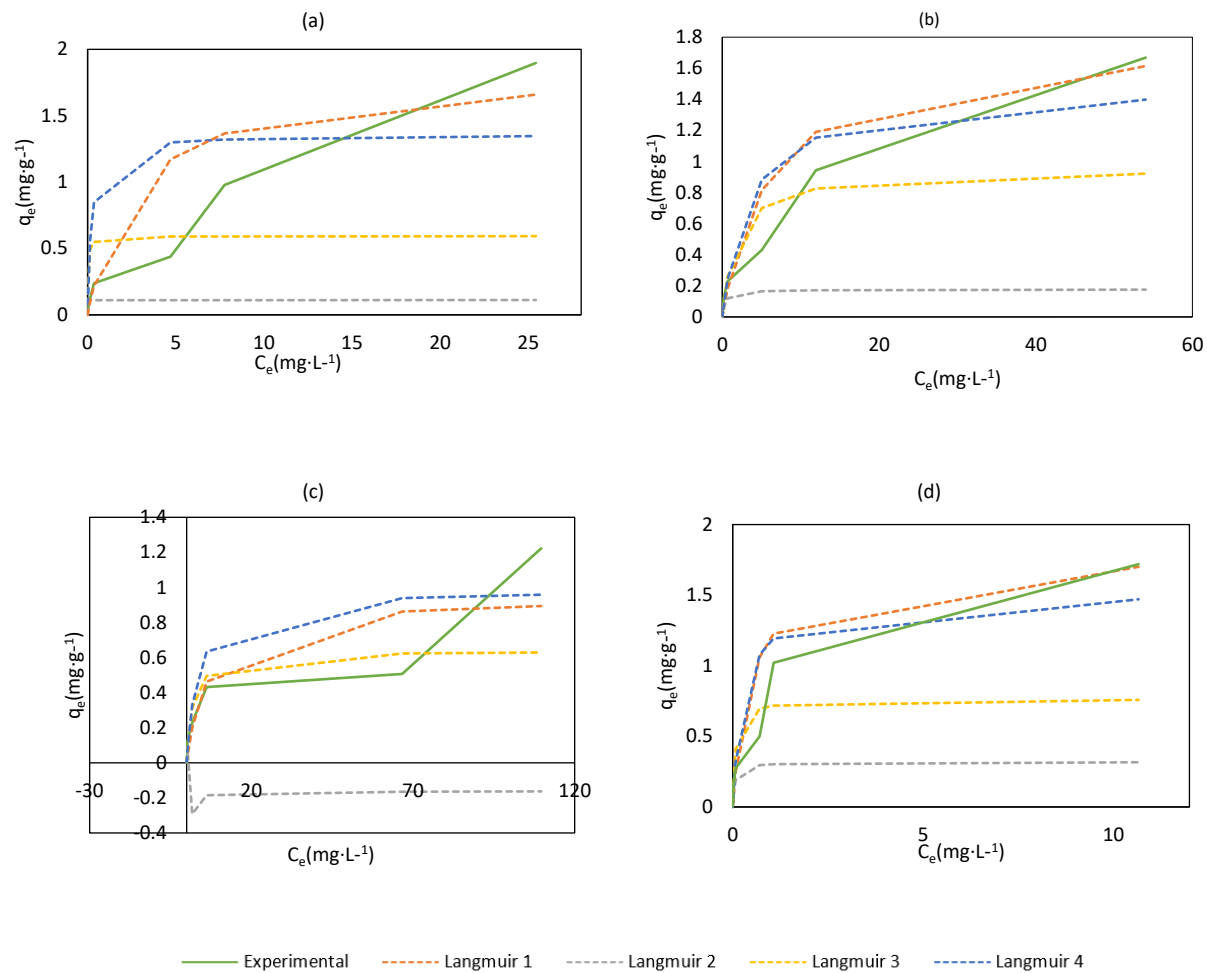 (a)
2
1.5
1
0.5
0
qe(mg·g-1)
0 5 10 15 20 25
Ce(mg·L-1)
(b)
1.8
1.6
1.4
1.2
1
0.8
0.6
0.4
0.2
0
qe(mg·g-1)
0 20 40 60
Ce(mg·L-1)
(c)
1.4
1.2
1
0.8
0.6
0.4
0.2
0
-0.2
-0.4
qe(mg·g-1)
-30 20 70 120
Ce(mg·L-1)
(d)
2
1.5
1
0.5
0
qe(mg·g-1)
0 5 10
Ce(mg·L-1)
Experimental Langmuir 1 Langmuir 2 Langmuir 3 Langmuir 4